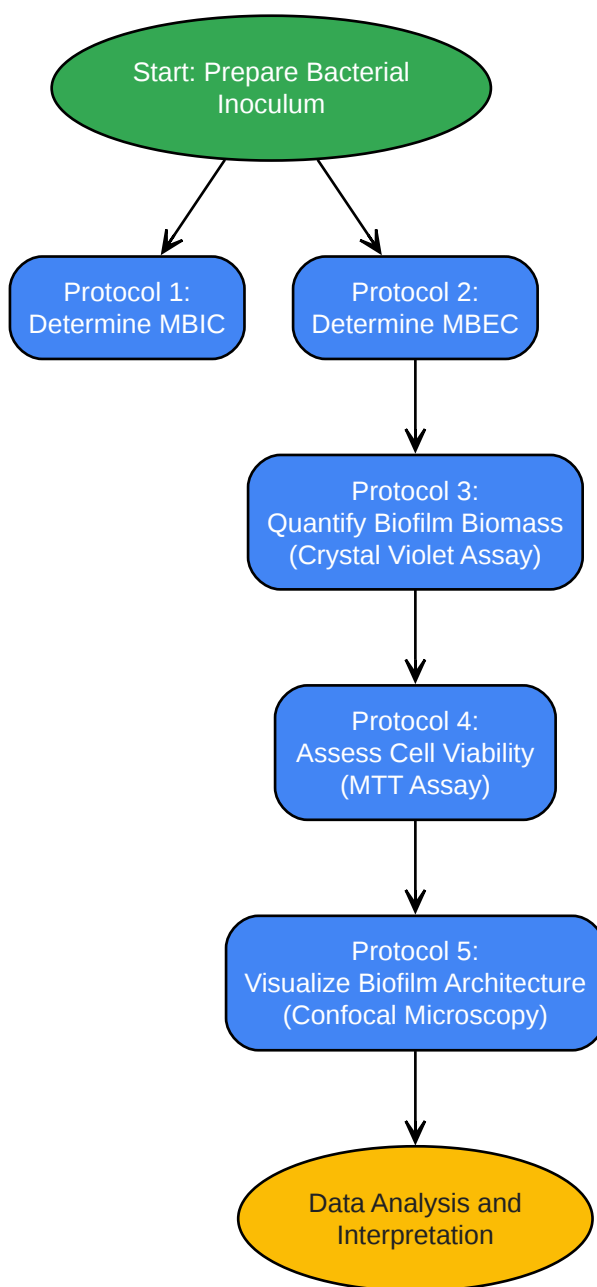 Start: Prepare Bacterial
Inoculum
Protocol 1:
Determine MBIC
Protocol 2:
Determine MBEC
Protocol 3:
Quantify Biofilm Biomass
(Crystal Violet Assay)
Protocol 4:
Assess Cell Viability
(MTT Assay)
Protocol 5:
Visualize Biofilm Architecture
(Confocal Microscopy)
Data Analysis and
Interpretation